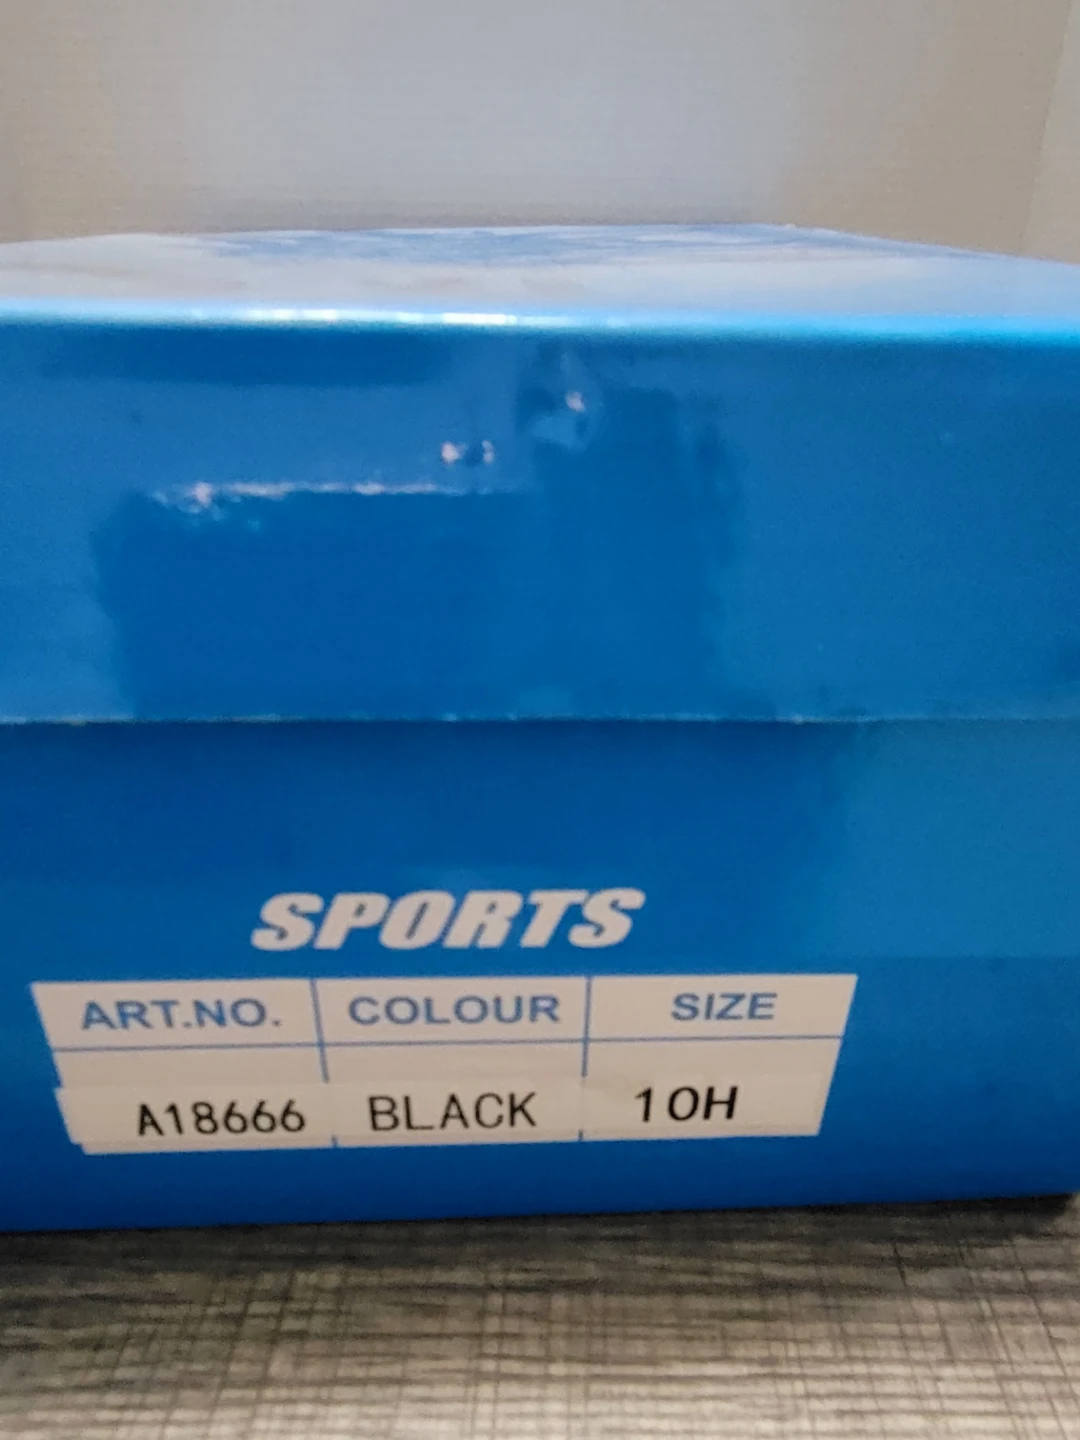 SPORTS
ART.NO. COLOUR SIZE
A18666 BLACK 10H